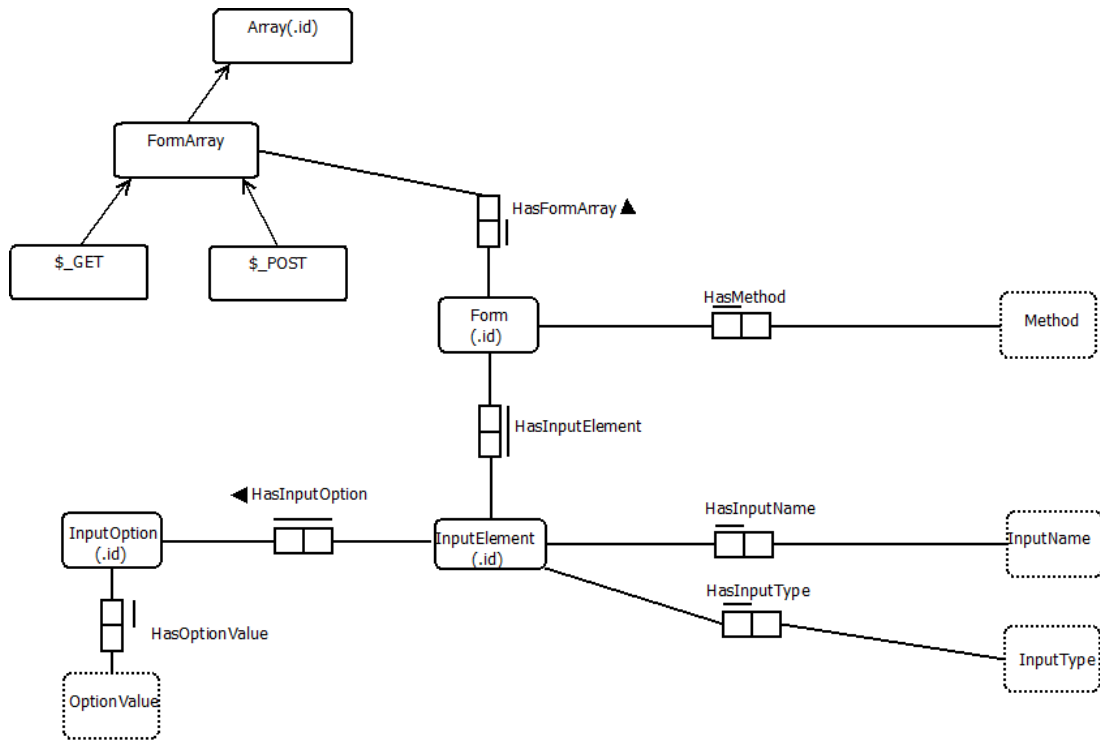 Array(.id)
FormArray
HasFormArray
$_GET
$_POST
HasMethod
Form
(.id)
Method
HasInputElement
HasInputOption
HasInputName
InputOption
(.id)
InputElement
(.id)
InputName
HasInputType
HasOptionValue
InputType
OptionValue